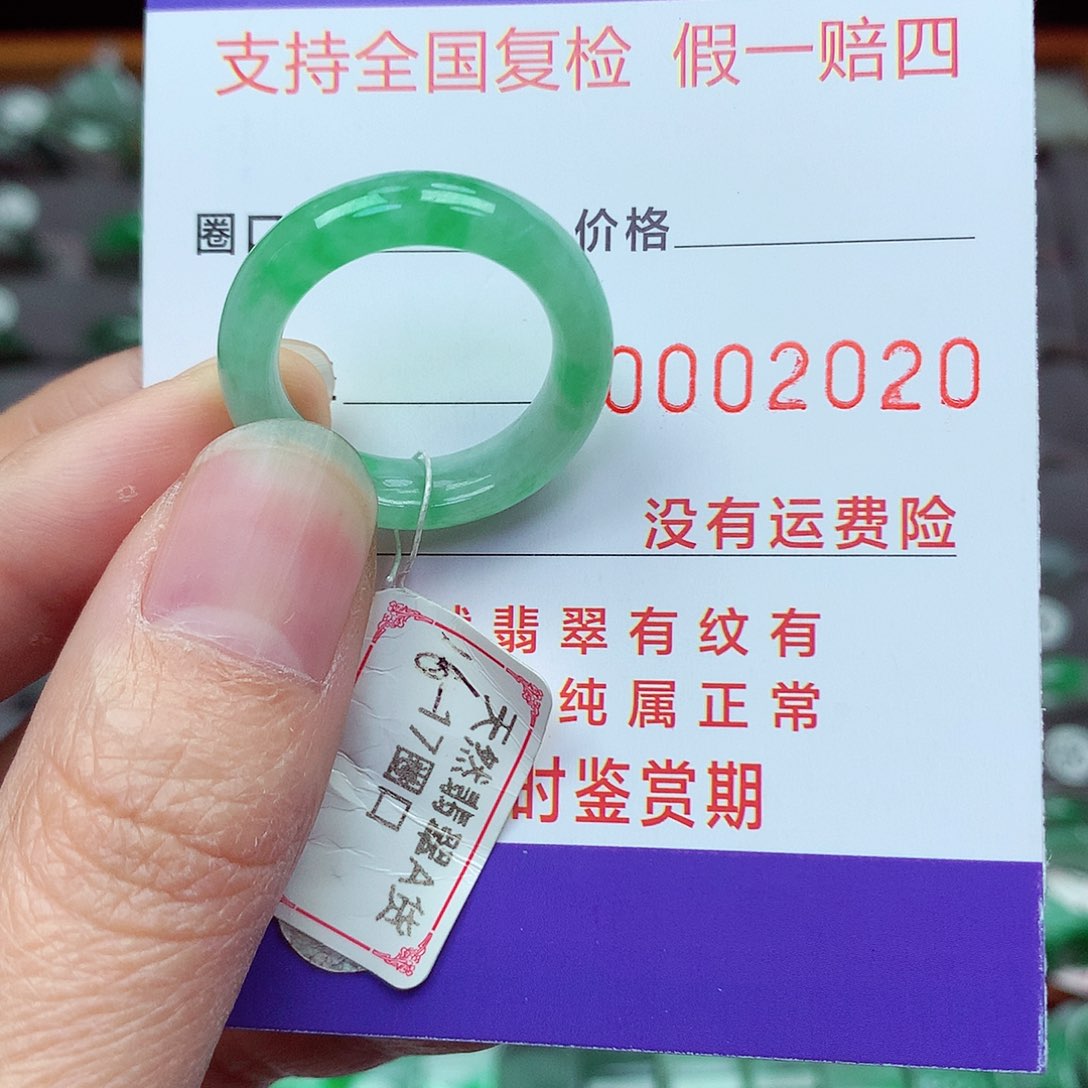 支持全国复检 假一赔四
圈口
价格
0002020
没有运费险
翡翠有纹有
纯属正常
时鉴赏期
天然翡翠A货
16-17圈口